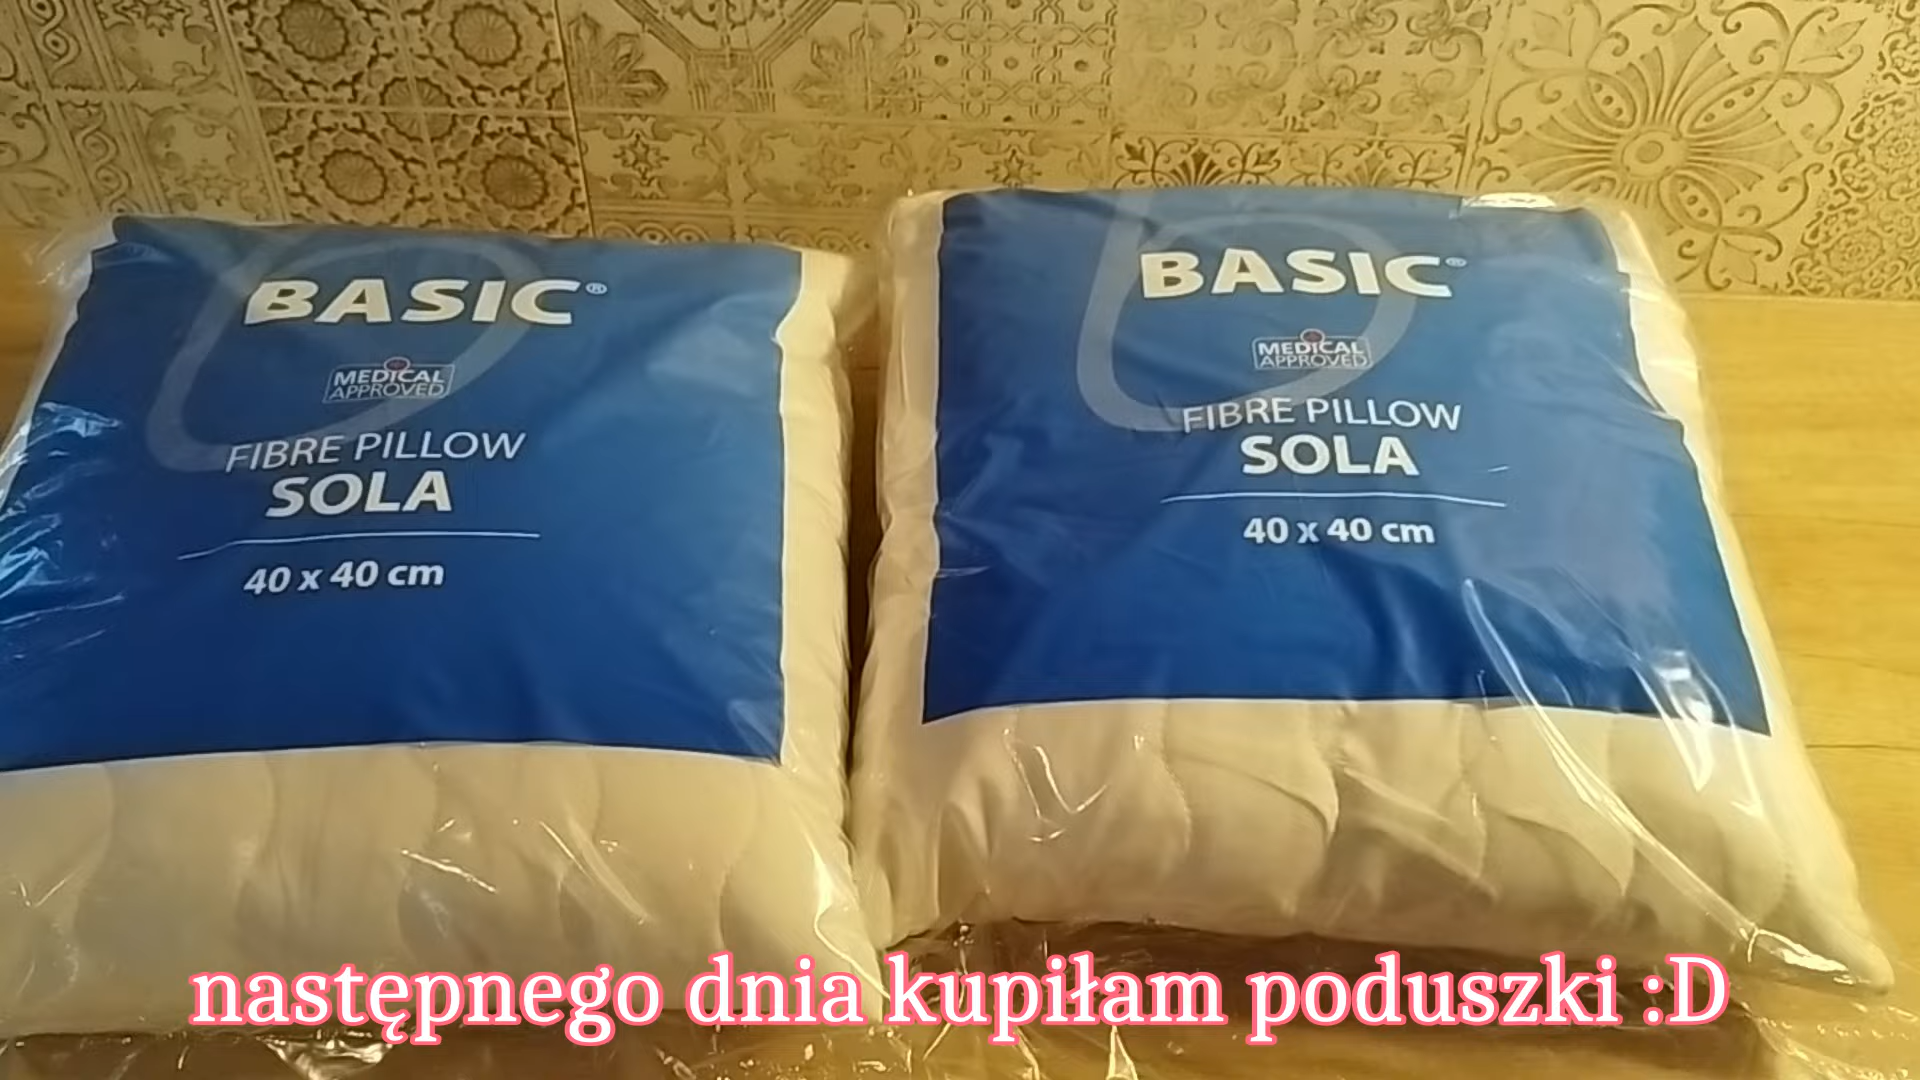 BASIC®
MEDICAL
APPROVED
FIBRE PILLOW
SOLA
40 x 40 cm
BASIC®
MEDICAL
APPROVED
FIBRE PILLOW
SOLA
40 x 40 cm
następnego dnia kupiłam poduszki :D